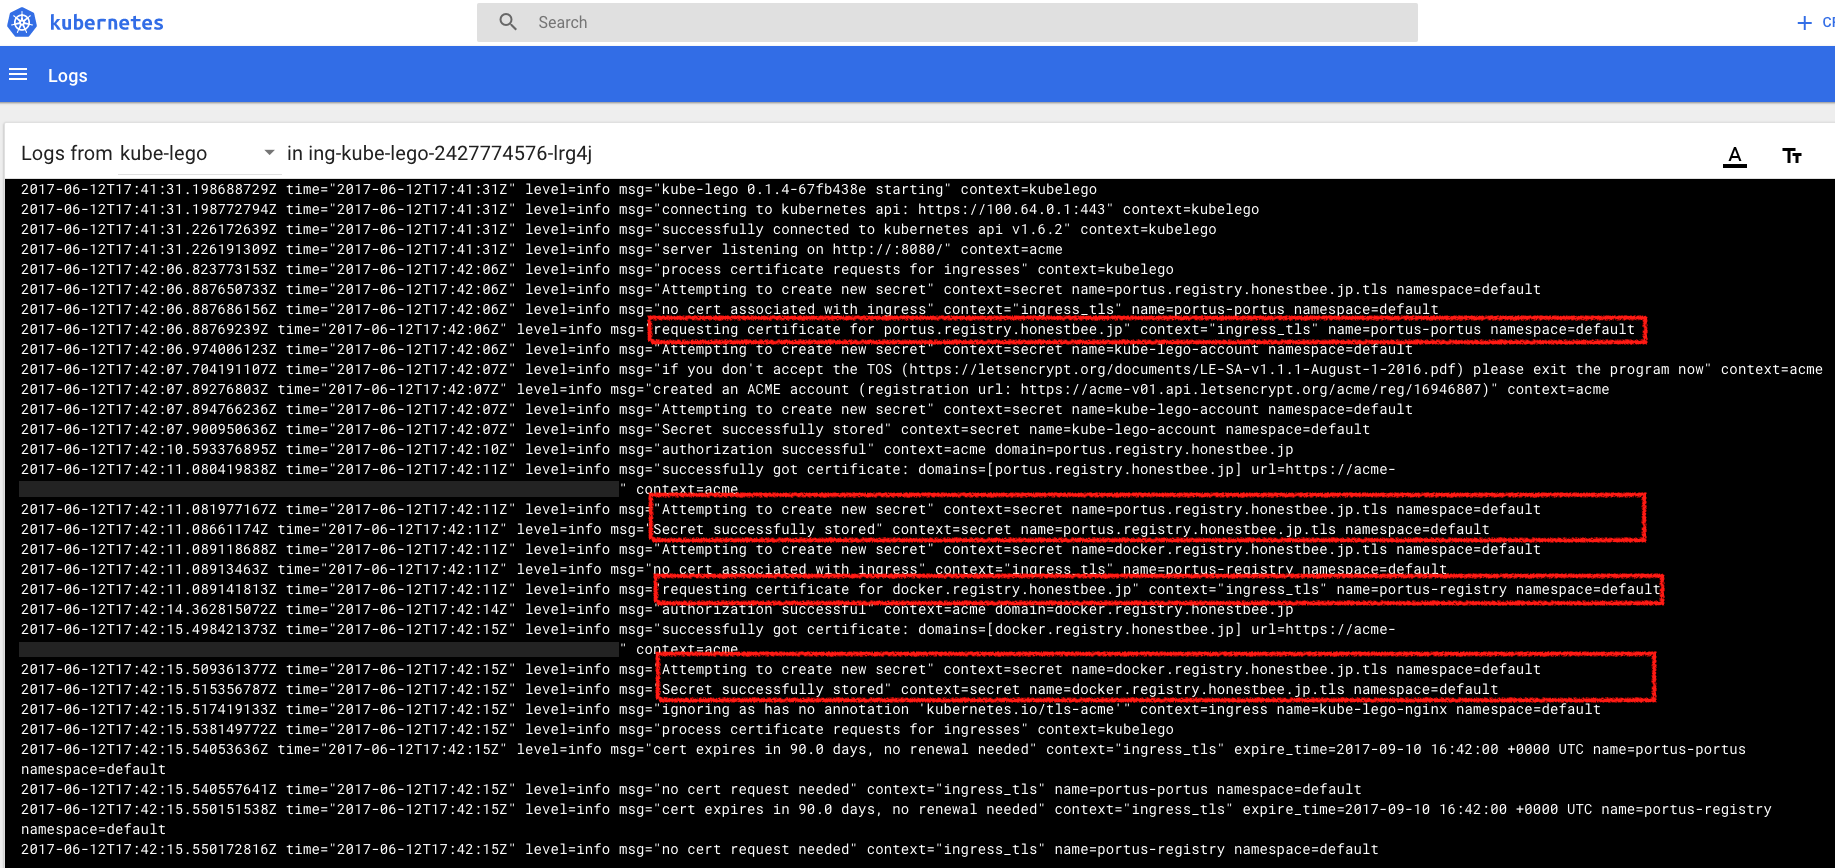 kubernetes
Search
CR
Logs
Logs from kube-lego in ing-kube-lego-2427774576-lrg4j
2017-06-12T17:41:31.198688729Z time="2017-06-12T17:41:31Z" level=info msg="kube-lego 0.1.4-67fb438e starting" context=kubelego
2017-06-12T17:41:31.198772794Z time="2017-06-12T17:41:31Z" level=info msg="connecting to kubernetes api: https://100.64.0.1:443" context=kubelego
2017-06-12T17:41:31.226172639Z time="2017-06-12T17:41:31Z" level=info msg="successfully connected to kubernetes api v1.6.2" context=kubelego
2017-06-12T17:41:31.226191309Z time="2017-06-12T17:41:31Z" level=info msg="server listening on http://:8080/" context=acme
2017-06-12T17:42:06.823773153Z time="2017-06-12T17:42:06Z" level=info msg="process certificate requests for ingresses" context=kubelego
2017-06-12T17:42:06.887650733Z time="2017-06-12T17:42:06Z" level=info msg="Attempting to create new secret" context=secret name=portus.registry.honestbee.jp.tls namespace=default
2017-06-12T17:42:06.887686156Z time="2017-06-12T17:42:06Z" level=info msg="no cert associated with ingress" context="ingress_tls" name=portus-portus namespace=default
2017-06-12T17:42:06.88769239Z time="2017-06-12T17:42:06Z" level=info msg="requesting certificate for portus.registry.honestbee.jp" context="ingress_tls" name=portus-portus namespace=default
2017-06-12T17:42:06.974006123Z time="2017-06-12T17:42:06Z" level=info msg="Attempting to create new secret" context=secret name=kube-lego-account namespace=default
2017-06-12T17:42:07.704191107Z time="2017-06-12T17:42:07Z" level=info msg="if you don't accept the TOS (https://letsencrypt.org/documents/LE-SA-v1.1.1-August-1-2016.pdf) please exit the program now" context=acme
2017-06-12T17:42:07.89276803Z time="2017-06-12T17:42:07Z" level=info msg="created an ACME account (registration url: https://acme-v01.api.letsencrypt.org/acme/reg/16946807)" context=acme
2017-06-12T17:42:07.894766236Z time="2017-06-12T17:42:07Z" level=info msg="Attempting to create new secret" context=secret name=kube-lego-account namespace=default
2017-06-12T17:42:07.900950636Z time="2017-06-12T17:42:07Z" level=info msg="Secret successfully stored" context=secret name=kube-lego-account namespace=default
2017-06-12T17:42:10.593376895Z time="2017-06-12T17:42:10Z" level=info msg="authorization successful" context=acme domain=portus.registry.honestbee.jp
2017-06-12T17:42:11.080419838Z time="2017-06-12T17:42:11Z" level=info msg="successfully got certificate: domains=[portus.registry.honestbee.jp] url=https://acme-
" context=acme
2017-06-12T17:42:11.081977167Z time="2017-06-12T17:42:11Z" level=info msg="Attempting to create new secret" context=secret name=portus.registry.honestbee.jp.tls namespace=default
2017-06-12T17:42:11.08661174Z time="2017-06-12T17:42:11Z" level=info msg="Secret successfully stored" context=secret name=portus.registry.honestbee.jp.tls namespace=default
2017-06-12T17:42:11.089118688Z time="2017-06-12T17:42:11Z" level=info msg="Attempting to create new secret" context=secret name=docker.registry.honestbee.jp.tls namespace=default
2017-06-12T17:42:11.08913463Z time="2017-06-12T17:42:11Z" level=info msg="no cert associated with ingress" context="ingress_tls" name=portus-registry namespace=default
2017-06-12T17:42:11.089141813Z time="2017-06-12T17:42:11Z" level=info msg="requesting certificate for docker.registry.honestbee.jp" context="ingress_tls" name=portus-registry namespace=default
2017-06-12T17:42:14.362815072Z time="2017-06-12T17:42:14Z" level=info msg="authorization successful" context=acme domain=docker.registry.honestbee.jp
2017-06-12T17:42:15.498421373Z time="2017-06-12T17:42:15Z" level=info msg="successfully got certificate: domains=[docker.registry.honestbee.jp] url=https://acme-
" context=acme
2017-06-12T17:42:15.509361377Z time="2017-06-12T17:42:15Z" level=info msg="Attempting to create new secret" context=secret name=docker.registry.honestbee.jp.tls namespace=default
2017-06-12T17:42:15.515356787Z time="2017-06-12T17:42:15Z" level=info msg="Secret successfully stored" context=secret name=docker.registry.honestbee.jp.tls namespace=default
2017-06-12T17:42:15.517419133Z time="2017-06-12T17:42:15Z" level=info msg="ignoring as has no annotation 'kubernetes.io/tls-acme'" context=ingress name=kube-lego-nginx namespace=default
2017-06-12T17:42:15.538149772Z time="2017-06-12T17:42:15Z" level=info msg="process certificate requests for ingresses" context=kubelego
2017-06-12T17:42:15.54053636Z time="2017-06-12T17:42:15Z" level=info msg="cert expires in 90.0 days, no renewal needed" context="ingress_tls" expire_time=2017-09-10 16:42:00 +0000 UTC name=portus-portus
namespace=default
2017-06-12T17:42:15.540557641Z time="2017-06-12T17:42:15Z" level=info msg="no cert request needed" context="ingress_tls" name=portus-portus namespace=default
2017-06-12T17:42:15.550151538Z time="2017-06-12T17:42:15Z" level=info msg="cert expires in 90.0 days, no renewal needed" context="ingress_tls" expire_time=2017-09-10 16:42:00 +0000 UTC name=portus-registry
namespace=default
2017-06-12T17:42:15.550172816Z time="2017-06-12T17:42:15Z" level=info msg="no cert request needed" context="ingress_tls" name=portus-registry namespace=default